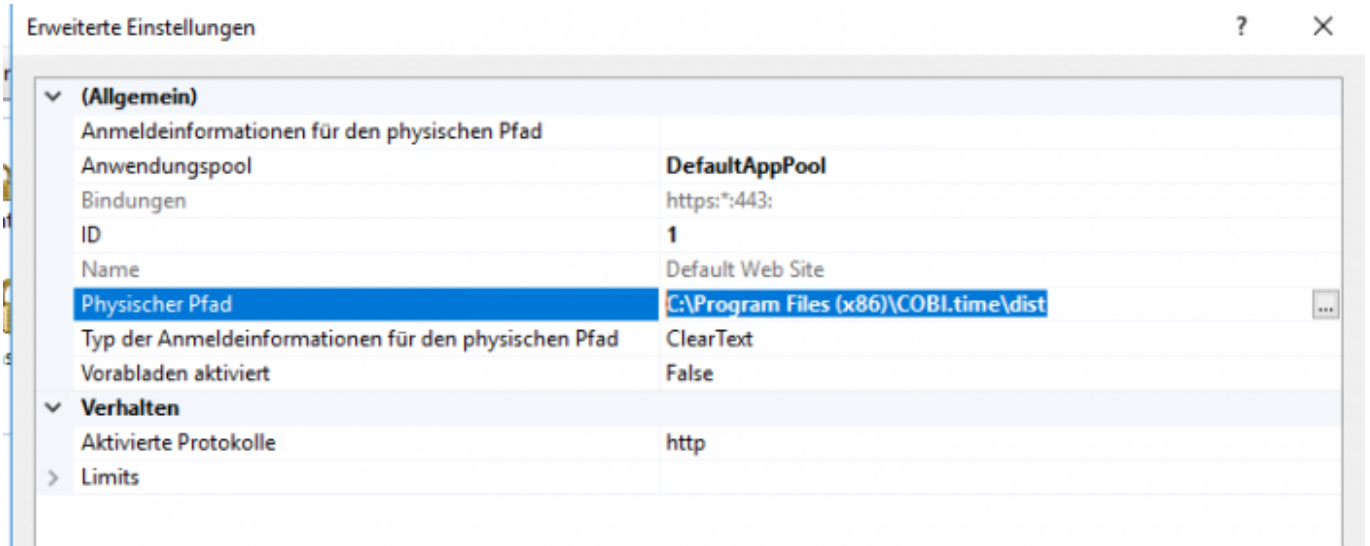 Erweiterte Einstellungen ?
(Allgemein)
Anmeldeinformationen für den physischen Pfad
Anwendungspool DefaultAppPool
Bindungen https:*:443:
ID 1
Name Default Web Site
Physischer Pfad C:\Program Files (x86)\COBI.time\dist ...
Typ der Anmeldeinformationen für den physischen Pfad ClearText
Vorabladen aktiviert False
Verhalten
Aktivierte Protokolle http
Limits